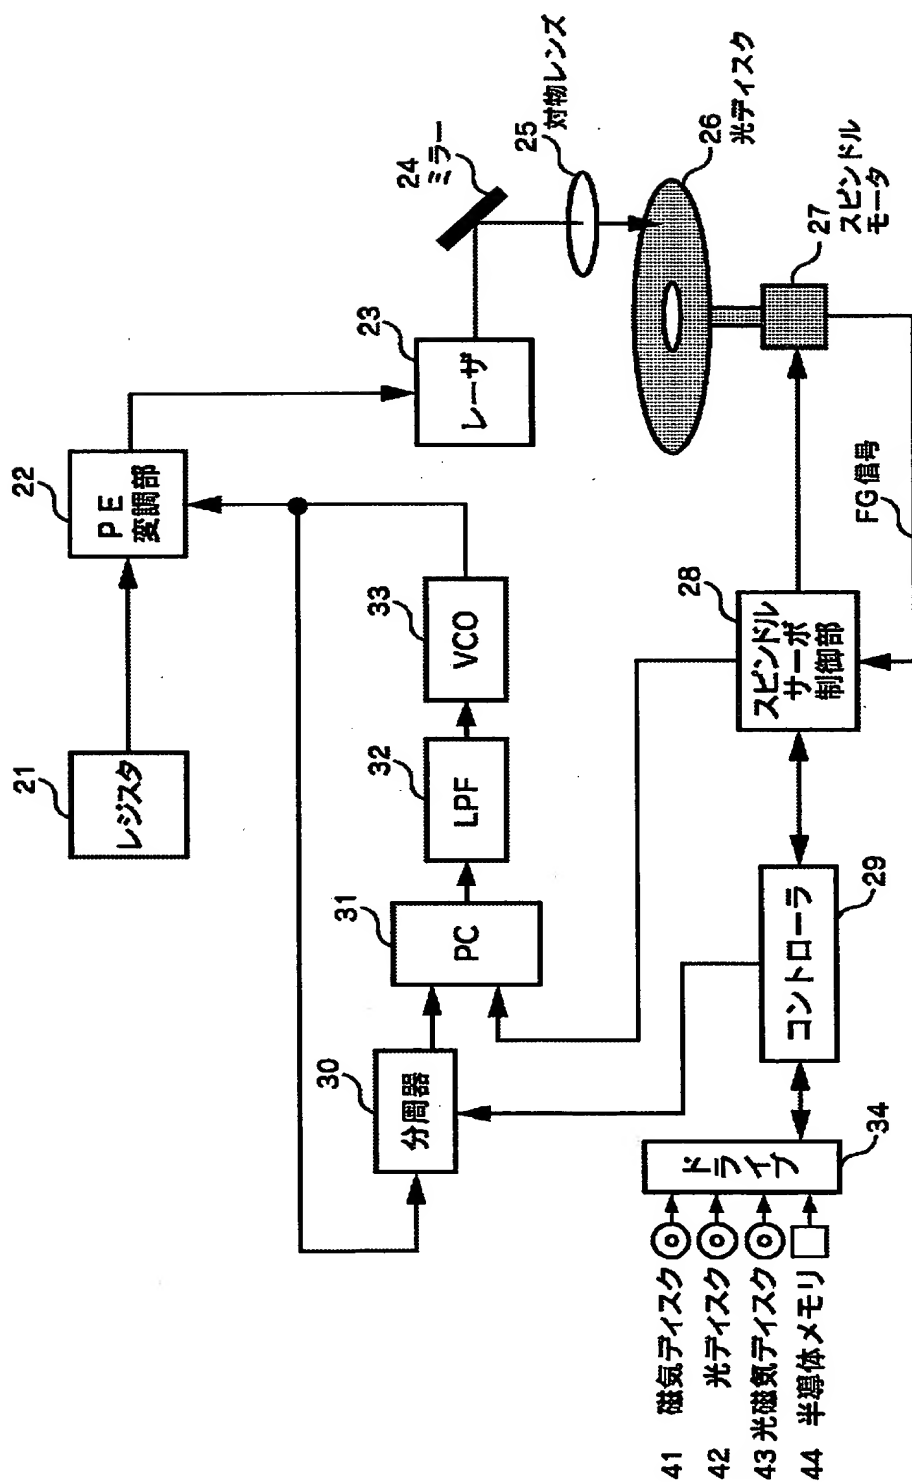 21
レジスタ
22
PE
変調部
23
レーザ
24
ミラー
25
対物レンズ
26
光ディスク
27
スピンドル
モータ
FG信号
28
スピンドル
サーボ
制御部
29
コントローラ
30
分周器
31
PC
32
LPF
33
VCO
34
ドライブ
41 磁気ディスク
42 光ディスク
43 光磁気ディスク
44 半導体メモリ